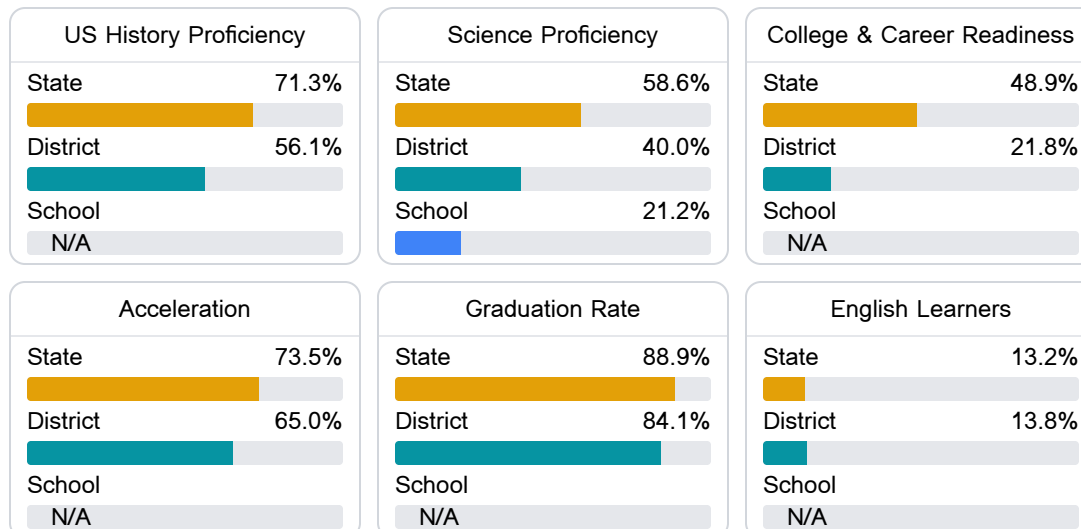 US History Proficiency
State 71.3%
District 56.1%
School
N/A
Science Proficiency
State 58.6%
District 40.0%
School 21.2%
College & Career Readiness
State 48.9%
District 21.8%
School
N/A
Acceleration
State 73.5%
District 65.0%
School
N/A
Graduation Rate
State 88.9%
District 84.1%
School
N/A
English Learners
State 13.2%
District 13.8%
School
N/A